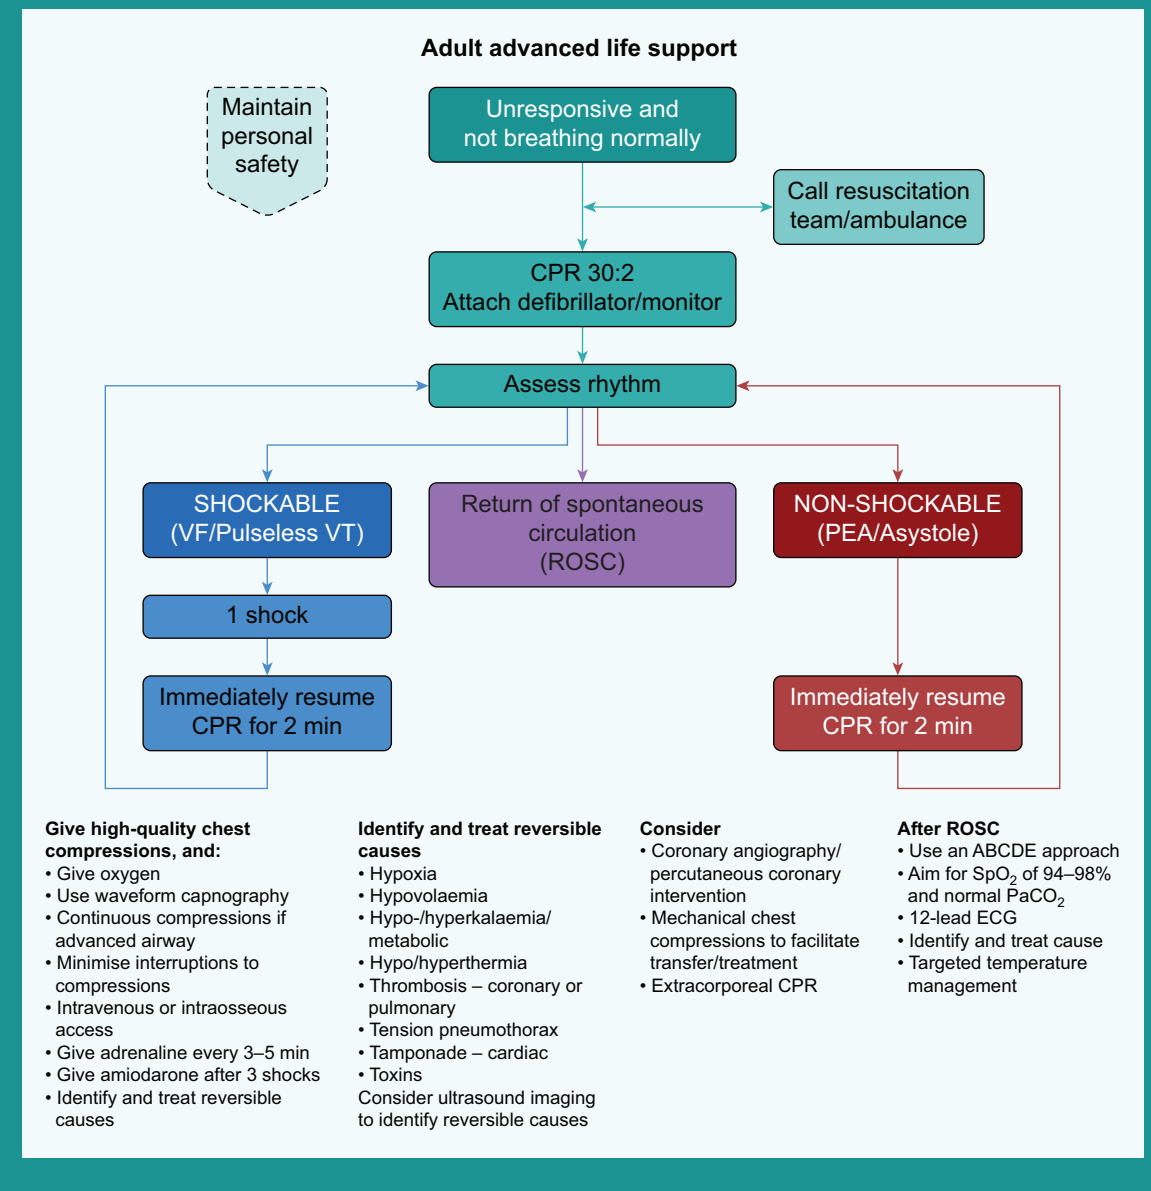 Adult advanced life support
Maintain
personal
safety
Unresponsive and
not breathing normally
Call resuscitation
team/ambulance
CPR 30:2
Attach defibrillator/monitor
Assess rhythm
SHOCKABLE
(VF/Pulseless VT)
Return of spontaneous
circulation
(ROSC)
NON-SHOCKABLE
(PEA/Asystole)
1 shock
Immediately resume
CPR for 2 min
Immediately resume
CPR for 2 min
Give high-quality chest
compressions, and:
• Give oxygen
• Use waveform capnography
• Continuous compressions if
advanced airway
• Minimise interruptions to
compressions
• Intravenous or intraosseous
access
• Give adrenaline every 3–5 min
• Give amiodarone after 3 shocks
• Identify and treat reversible
causes
Identify and treat reversible
causes
• Hypoxia
• Hypovolaemia
• Hypo-/hyperkalaemia/
metabolic
• Hypo/hyperthermia
• Thrombosis – coronary or
pulmonary
• Tension pneumothorax
• Tamponade – cardiac
• Toxins
Consider ultrasound imaging
to identify reversible causes
Consider
• Coronary angiography/
percutaneous coronary
intervention
• Mechanical chest
compressions to facilitate
transfer/treatment
• Extracorporeal CPR
After ROSC
• Use an ABCDE approach
• Aim for SpO₂ of 94–98%
and normal PaCO₂
• 12-lead ECG
• Identify and treat cause
• Targeted temperature
management